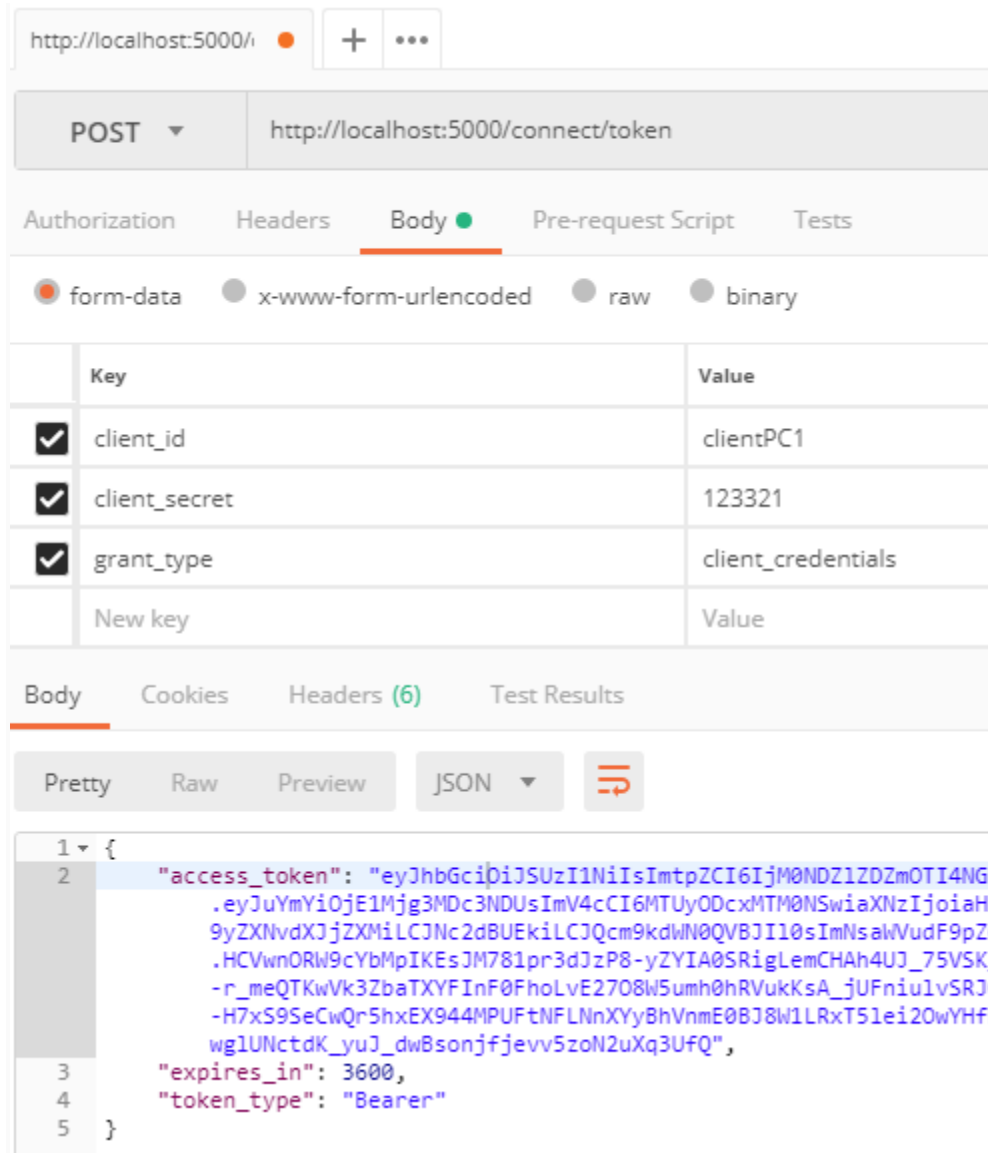 http://localhost:5000/
POST http://localhost:5000/connect/token
Authorization Headers Body Pre-request Script Tests
form-data x-www-form-urlencoded raw binary
Key Value
client_id clientPC1
client_secret 123321
grant_type client_credentials
New key Value
Body Cookies Headers (6) Test Results
Pretty Raw Preview JSON
1 {
2 "access_token": "eyJhbGciOiJSUzI1NiIsImtpZCI6IjM0NDZlZDZmOTI4NG
.eyJuYmYiOjE1Mjg3MDc3NDUsImV4cCI6MTUyODcxMTM0NSwiaXNzIjoiaH
9yZXNvdXJjZXMiLCJNc2dBUEkiLCJQcm9kdWN0QVBJIl0sImNsaWVudF9pZ
.HCVwnORW9cYbMpIKEsJM781pr3dJzP8-yZYIA0SRigLemCHAh4UJ_75VSK
-r_meQTKwVk3ZbaTXYFInF0FhoLvE27O8W5umh0hRVukKsA_jUFniulvSRJ
-H7xS9SeCwQr5hxEX944MPUFtNFLNnXYyBhVnmE0BJ8W1LRxT5lei2OwYHf
wglUNctdK_yuJ_dwBsonjfjevv5zoN2uXq3UfQ",
3 "expires_in": 3600,
4 "token_type": "Bearer"
5 }